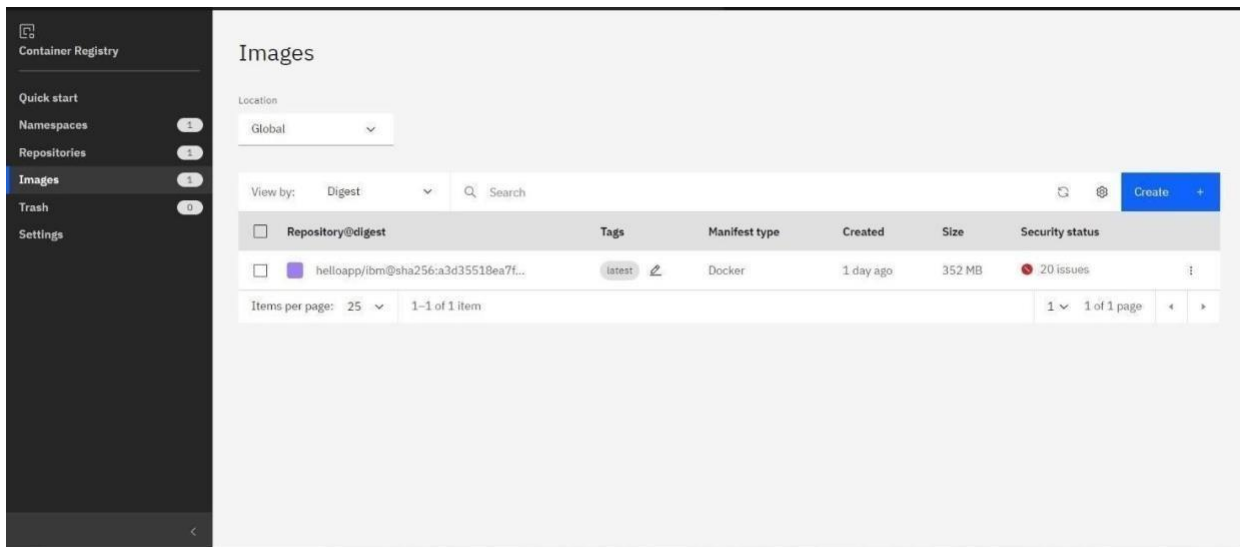 Container Registry
Quick start
Namespaces 1
Repositories 1
Images 1
Trash 0
Settings
Images
Location
Global
View by: Digest Search Create +
Repository@digest Tags Manifest type Created Size Security status
helloapp/ibm@sha256:a3d35518ea7f... latest Docker 1 day ago 352 MB 20 issues
Items per page: 25 1–1 of 1 item 1 1 of 1 page